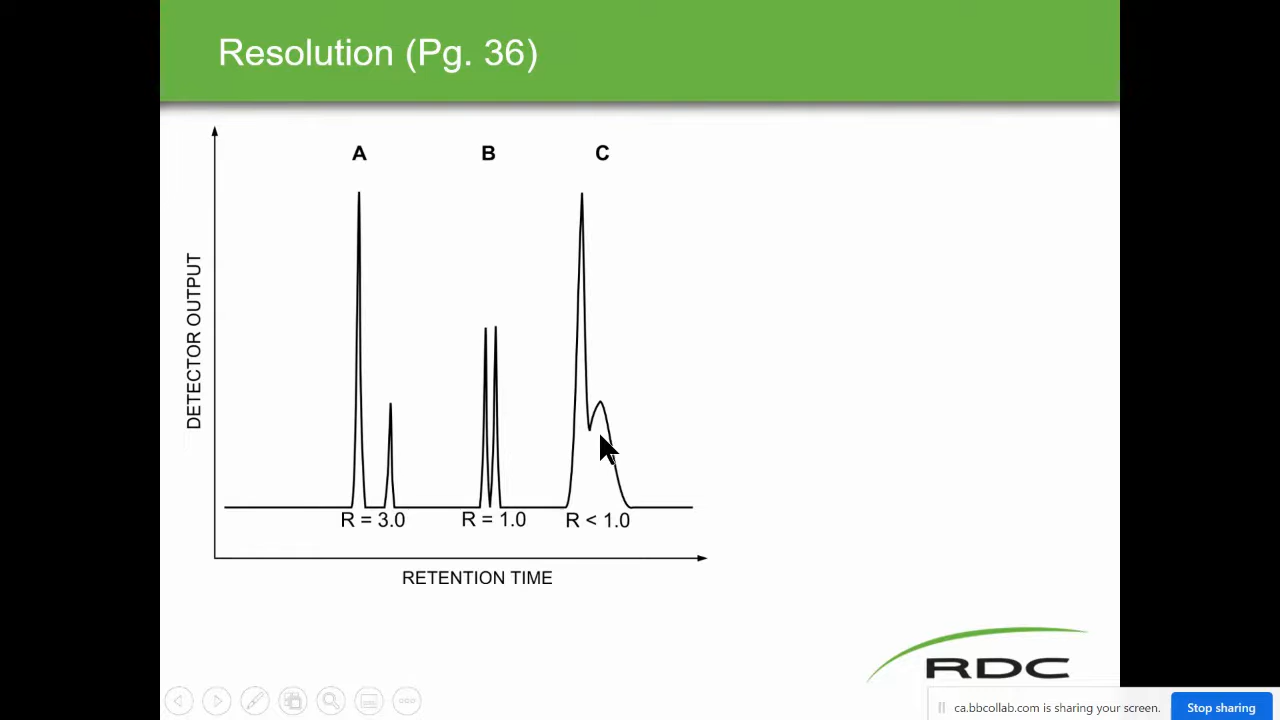 Resolution (Pg. 36)
A B C
DETECTOR OUTPUT
R = 3.0 R = 1.0 R < 1.0
RETENTION TIME
RDC
ca.bbcollab.com is sharing your screen. Stop sharing